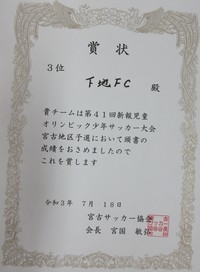 賞状
3位
下地FC
殿
貴チームは第41回新報児童
オリンピック少年サッカー大会
宮古地区予選において頭書の
成績をおさめましたので
これを賞します
令和3年 7月 18日
宮古サッカー協会
会長 宮国 敏弥